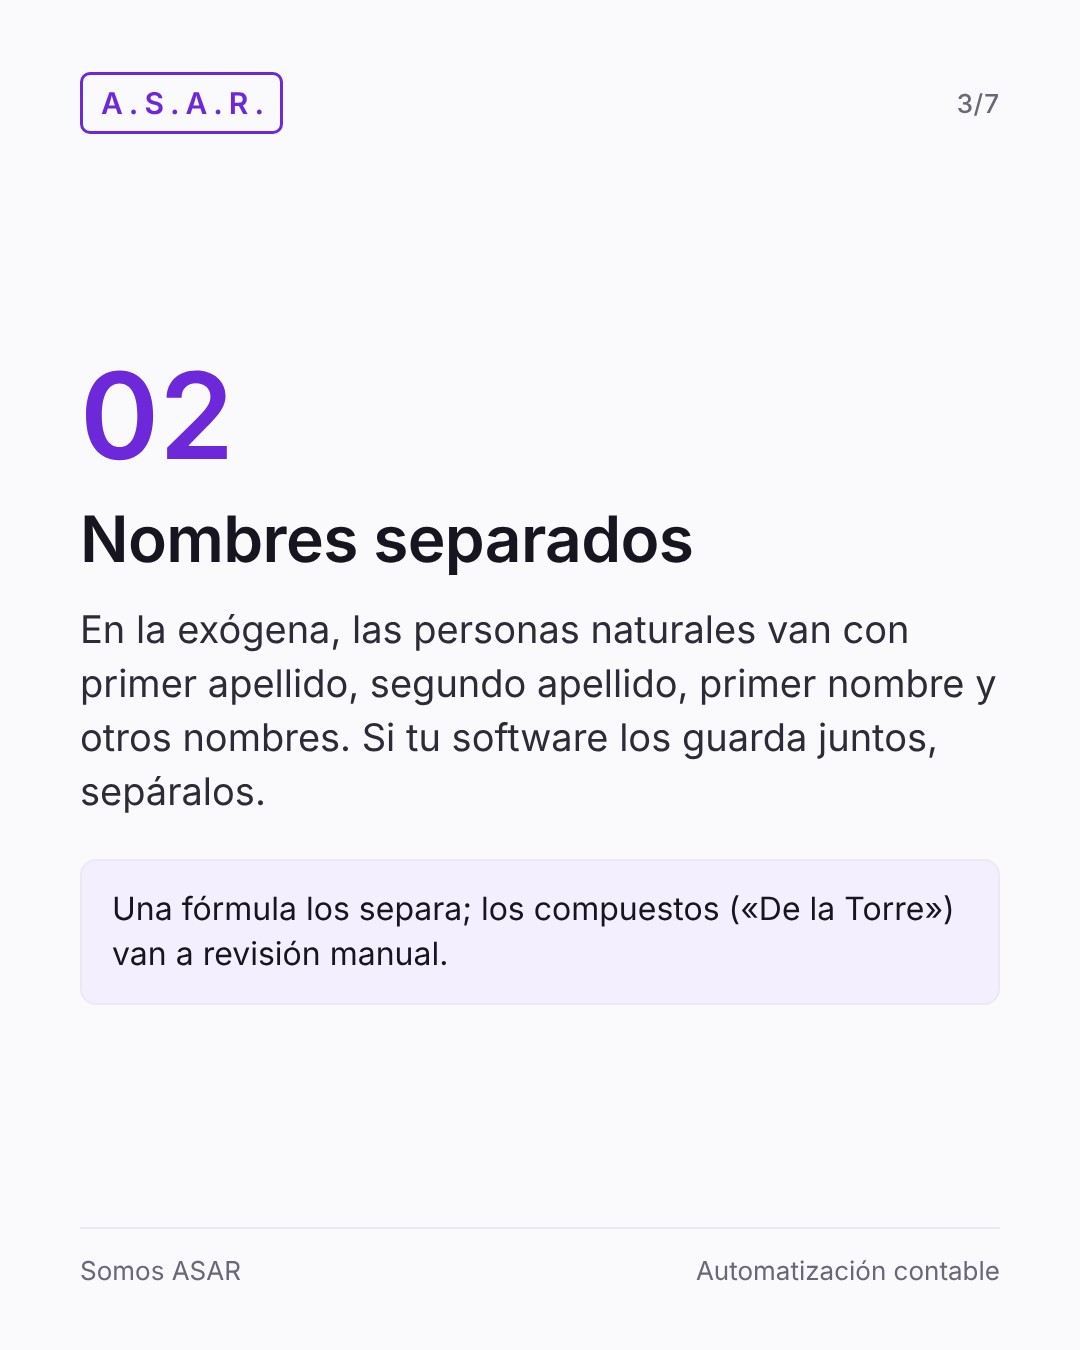 A.S.A.R.
3/7
02
Nombres separados
En la exógena, las personas naturales van con
primer apellido, segundo apellido, primer nombre y
otros nombres. Si tu software los guarda juntos,
sepáralos.
Una fórmula los separa; los compuestos («De la Torre»)
van a revisión manual.
Somos ASAR
Automatización contable